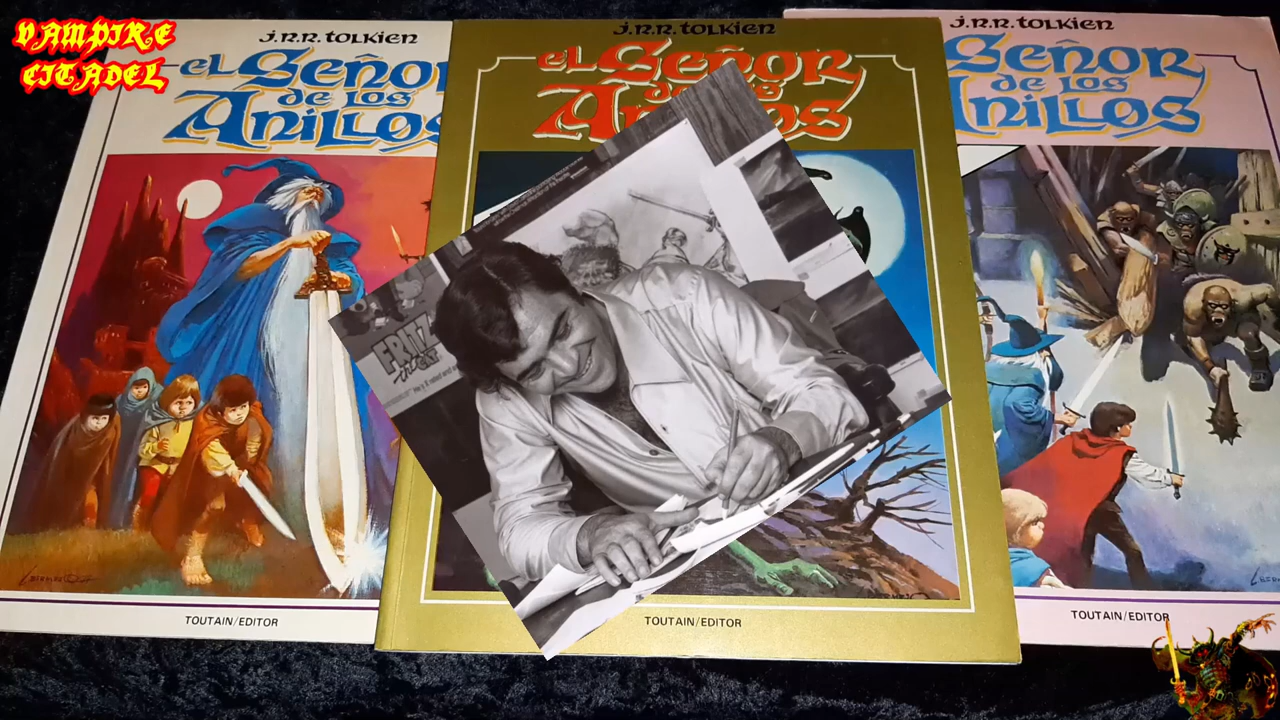 VAMPIRE
CITADEL
J.R.R. TOLKIEN
EL SEÑOR
DE LOS
ANILLOS
TOUTAIN/EDITOR
J.R.R. TOLKIEN
EL SEÑOR
TOUTAIN/EDITOR
J.R.R. TOLKIEN
SEÑOR
DE LOS
ANILLOS
TOUTAIN/EDITOR
FRITZ